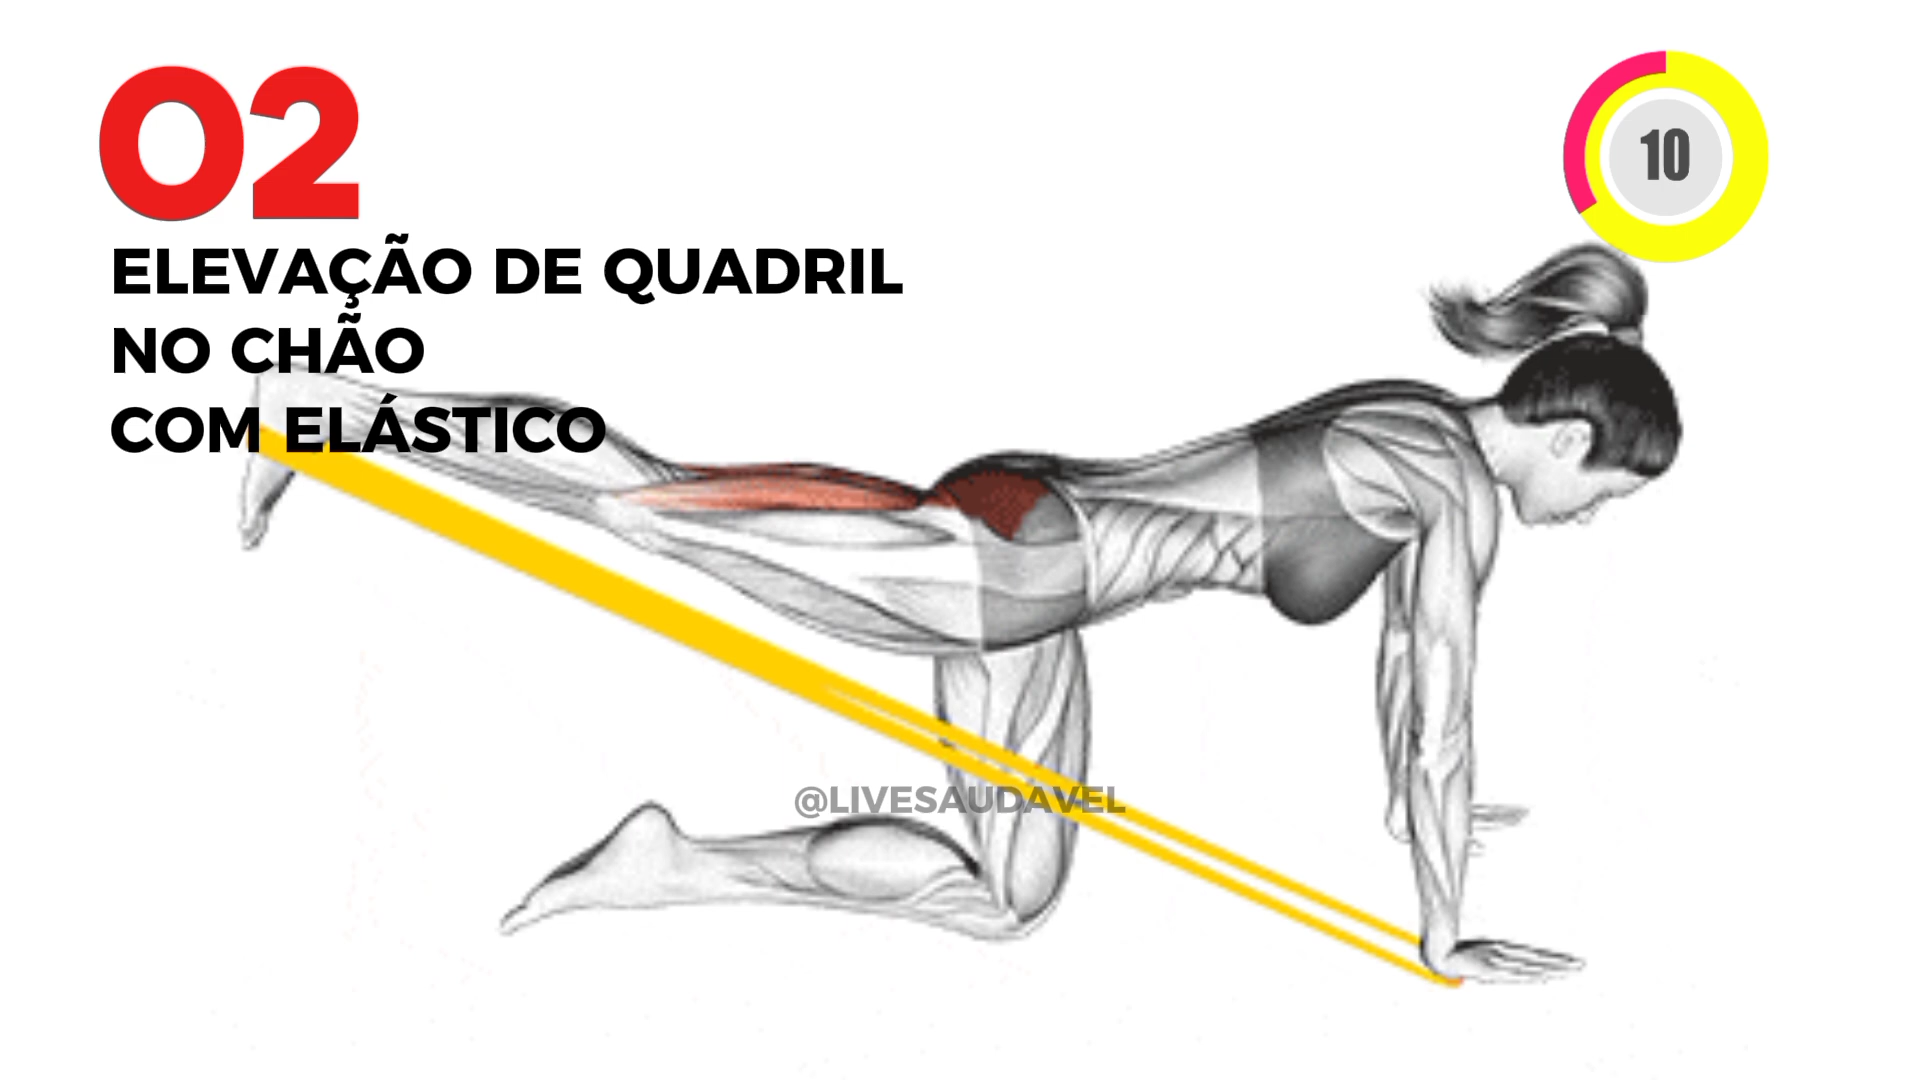 02
10
ELEVAÇÃO DE QUADRIL
NO CHÃO
COM ELÁSTICO
@LIVESAUDAVEL